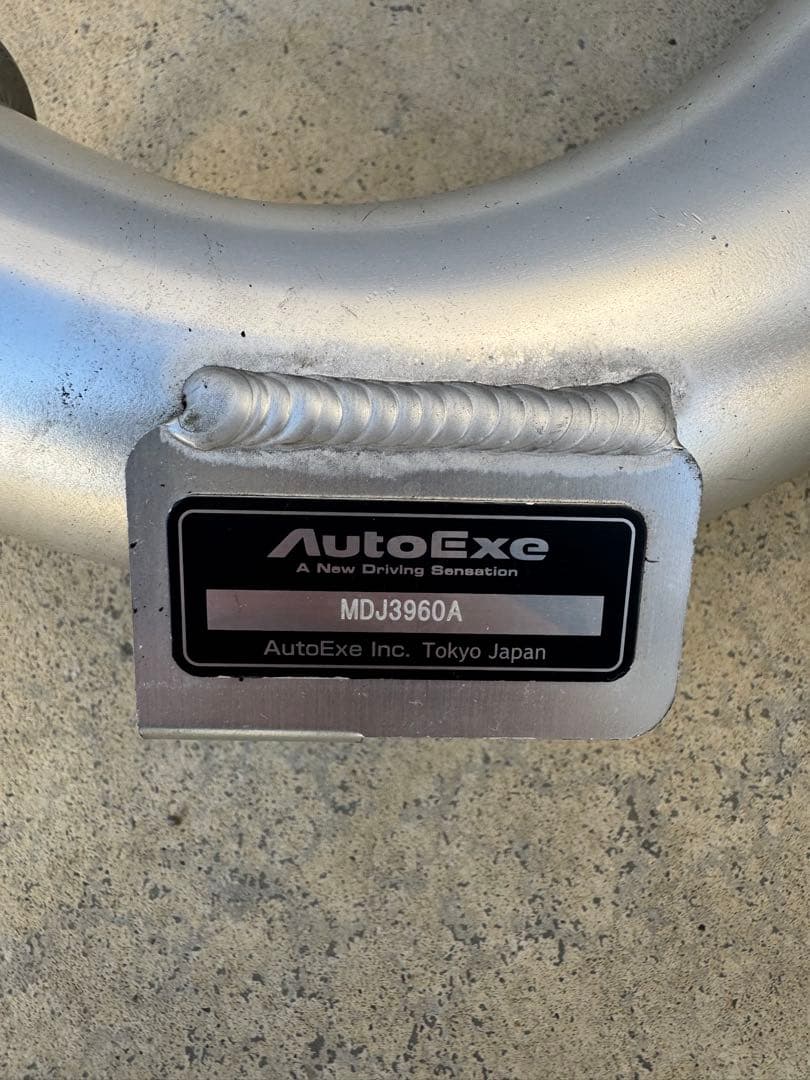 AutoExe
A New Driving Sensation
MDJ3960A
AutoExe Inc. Tokyo Japan